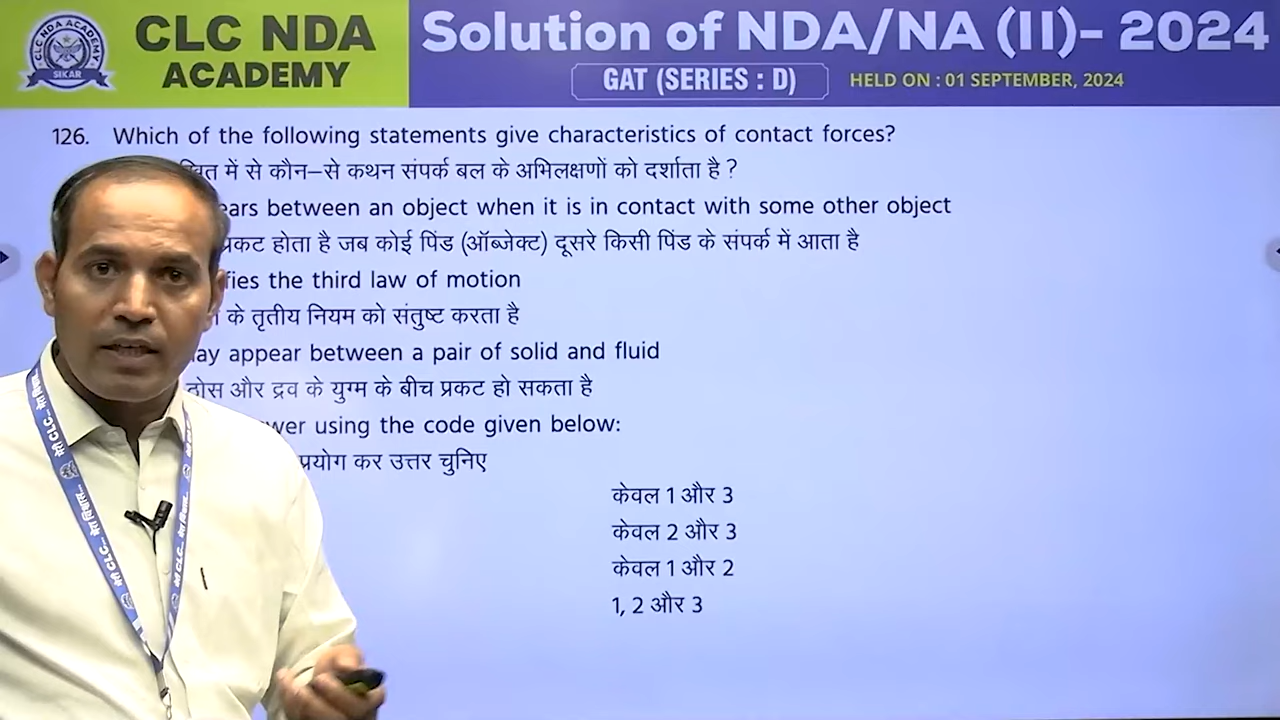 CLC NDA ACADEMY
SIKAR
CLC NDA
ACADEMY
Solution of NDA/NA (II)- 2024
GAT (SERIES : D)
HELD ON : 01 SEPTEMBER, 2024
126. Which of the following statements give characteristics of contact forces?
में से कौन–से कथन संपर्क बल के अभिलक्षणों को दर्शाता है ?
between an object when it is in contact with some other object
प्रकट होता है जब कोई पिंड (ऑब्जेक्ट) दूसरे किसी पिंड के संपर्क में आता है
the third law of motion
के तृतीय नियम को संतुष्ट करता है
appear between a pair of solid and fluid
ठोस और द्रव के युग्म के बीच प्रकट हो सकता है
using the code given below:
प्रयोग कर उत्तर चुनिए
केवल 1 और 3
केवल 2 और 3
केवल 1 और 2
1, 2 और 3